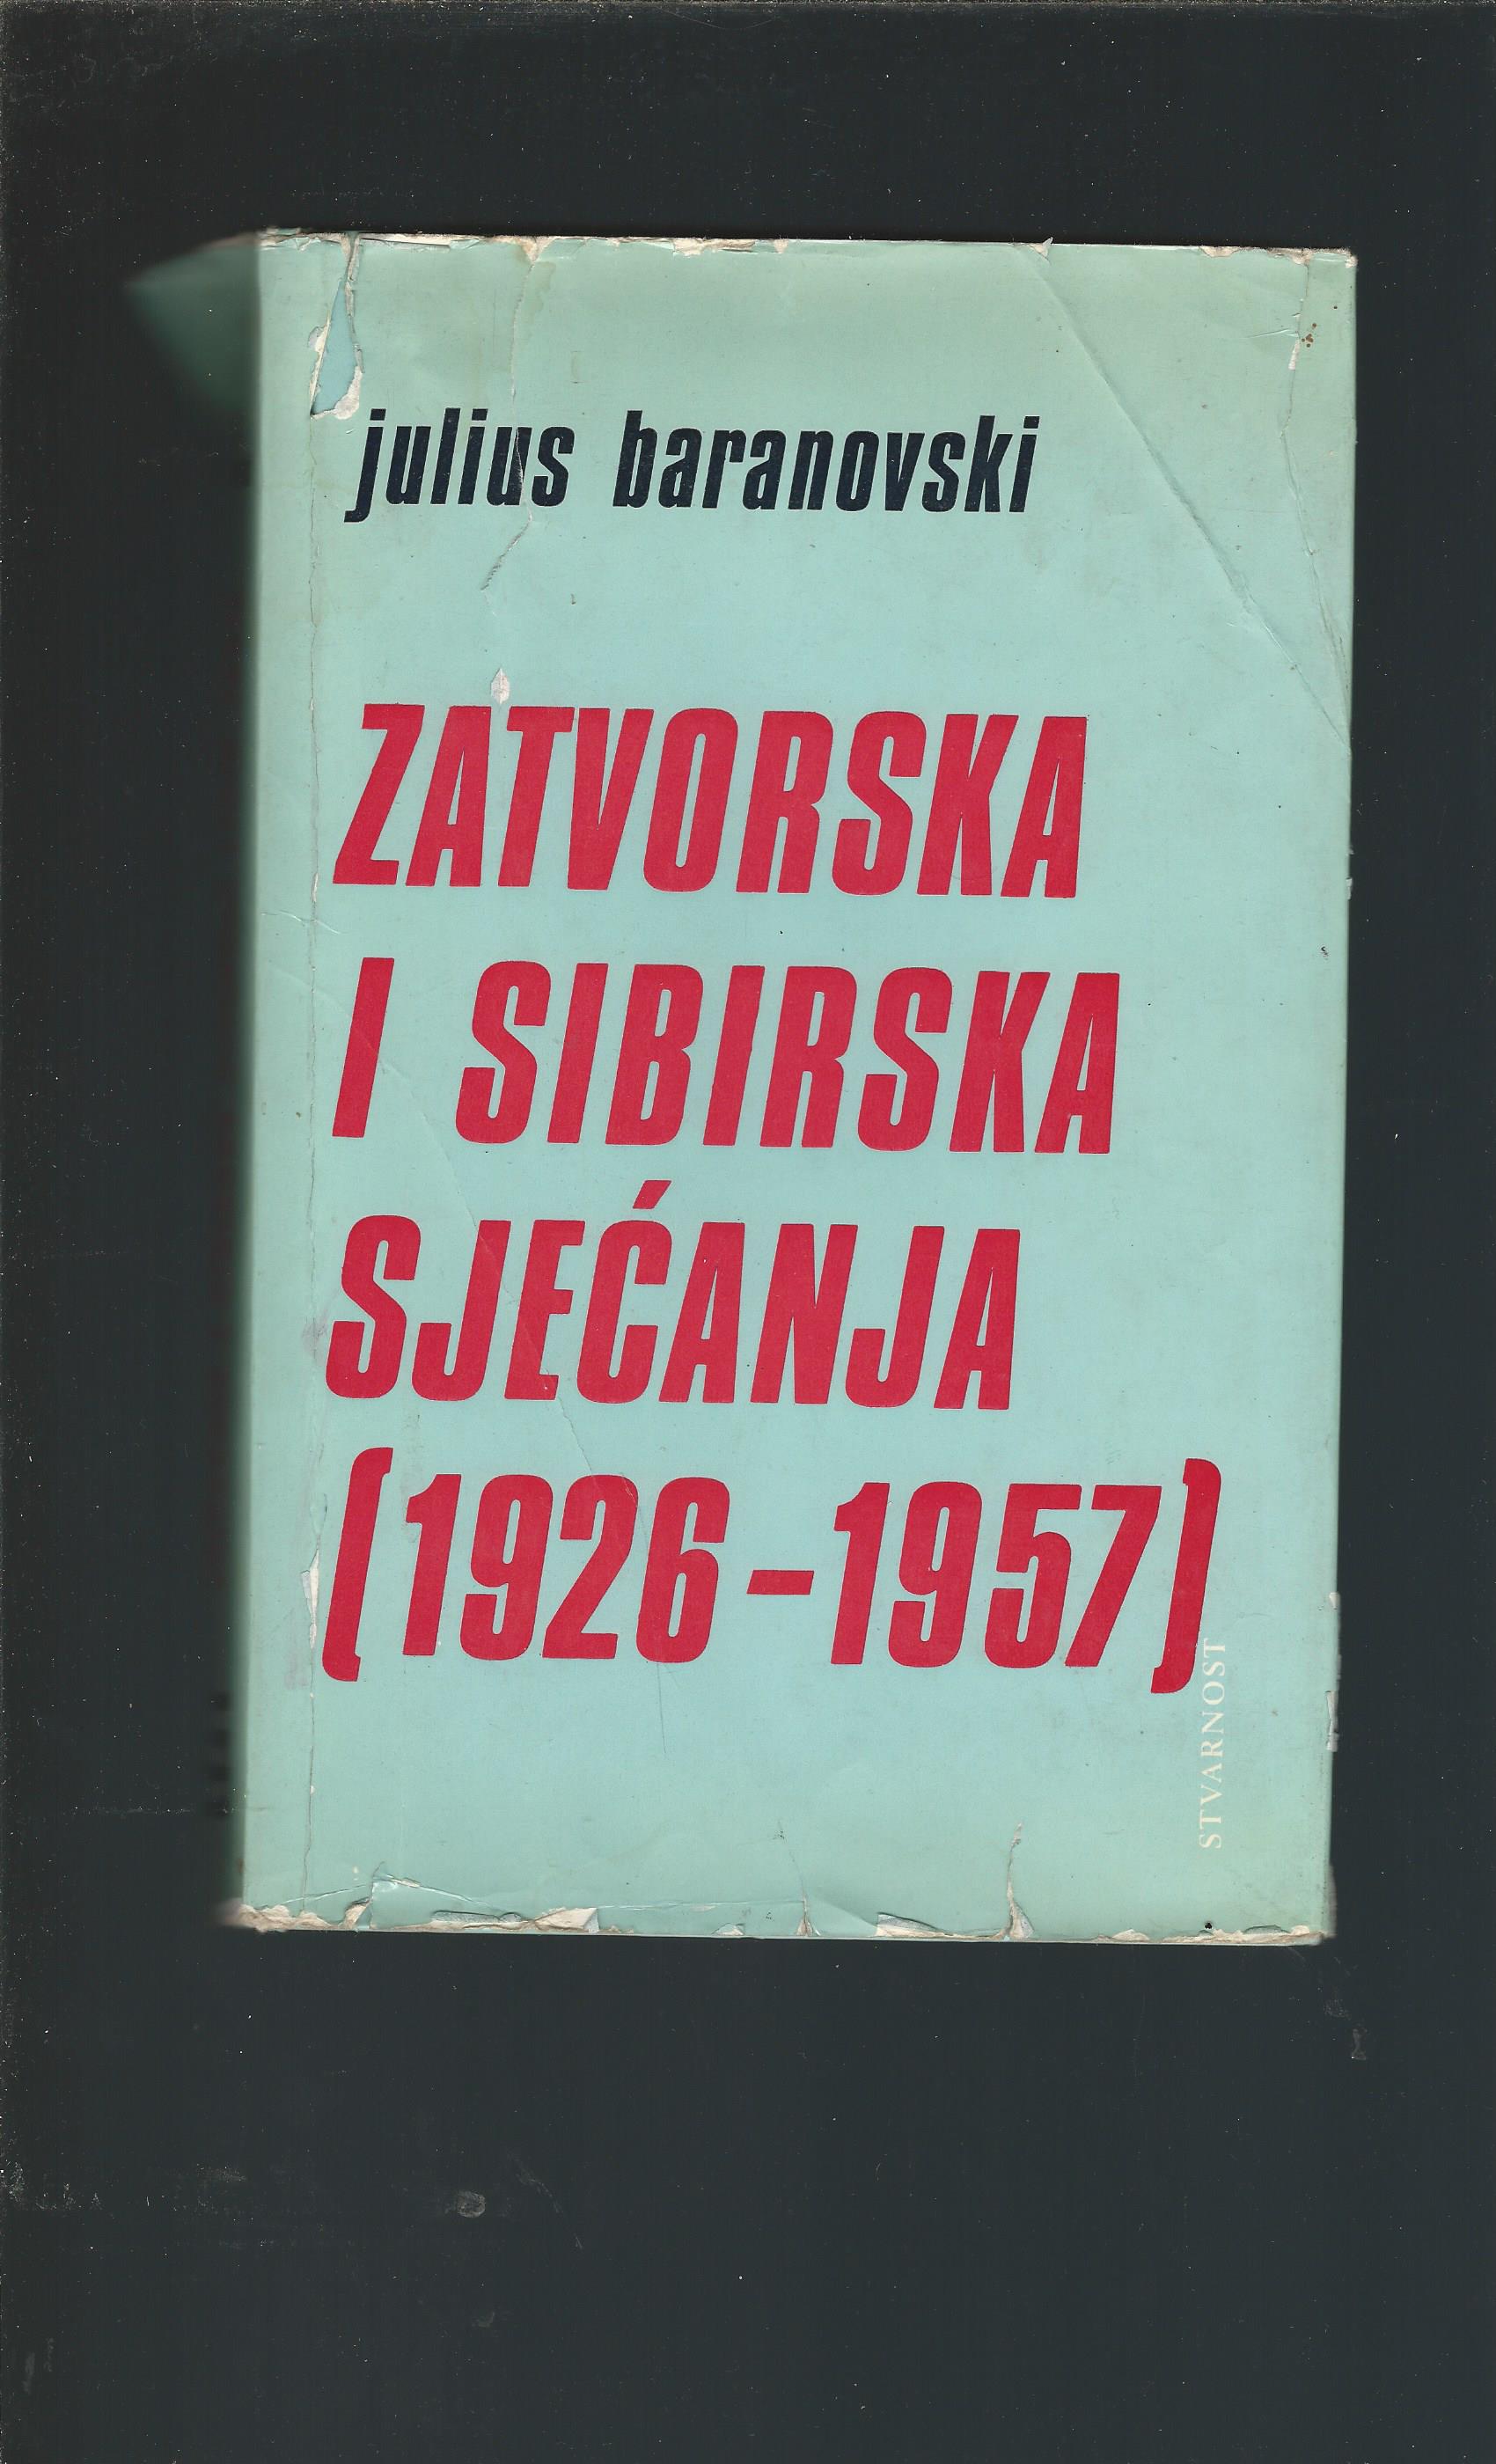 julius baranovski
ZATVORSKA
I SIBIRSKA
SJEĆANJA
(1926-1957)
STVARNOST